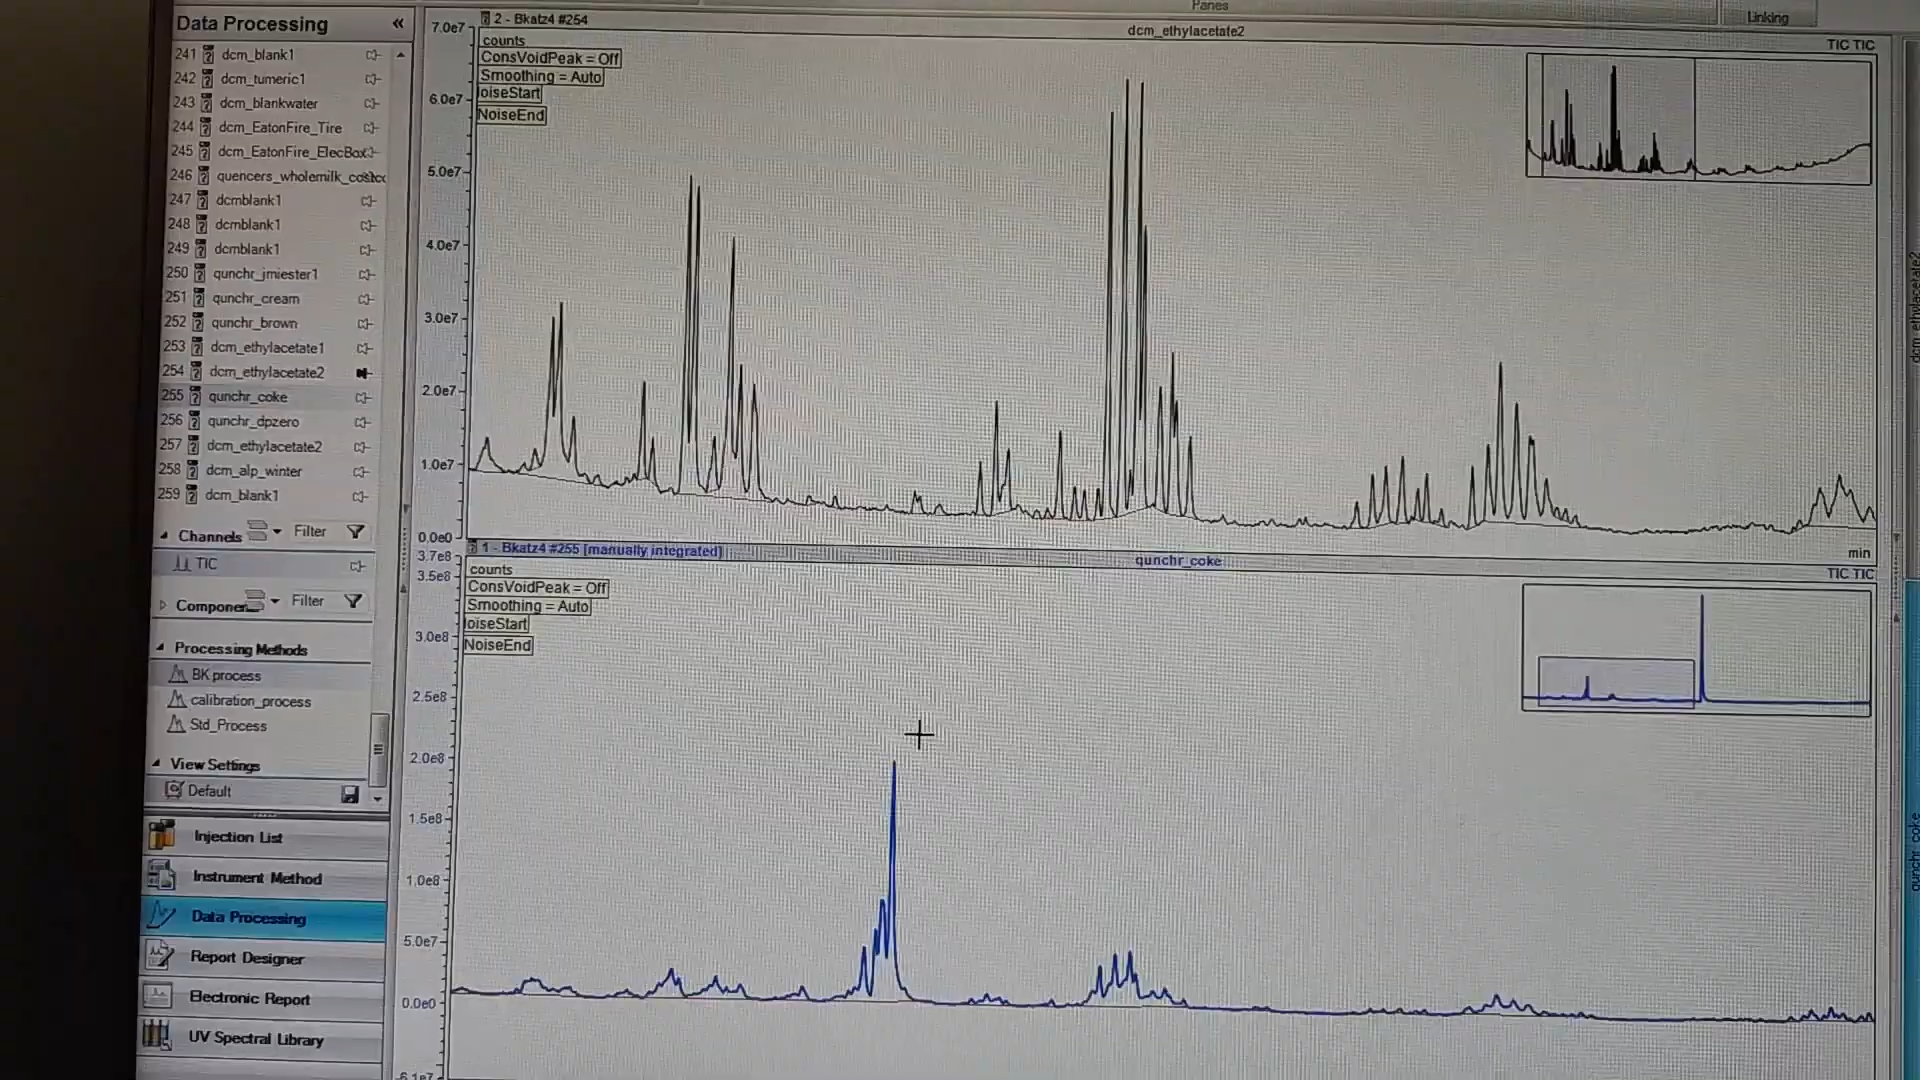 Panes
Linking
Data Processing «
241 dcm_blank1
242 dcm_tumeric1
243 dcm_blankwater
244 dcm_EatonFire_Tire
245 dcm_EatonFire_ElecBox
246 quencers_wholemilk_costco
247 dcmblank1
248 dcmblank1
249 dcmblank1
250 qunchr_jmiester1
251 qunchr_cream
252 qunchr_brown
253 dcm_ethylacetate1
254 dcm_ethylacetate2
255 qunchr_coke
256 qunchr_dpzero
257 dcm_ethylacetate2
258 dcm_alp_winter
259 dcm_blank1
Channels Filter
TIC
Filter
Processing Methods
BK process
calibration_process
Std_Process
View Settings
Default
Injection List
Instrument Method
Data Processing
Report Designer
Electronic Report
UV Spectral Library
2 - Bkatz4 #254
dcm_ethylacetate2
TIC TIC
7.0e7
counts
ConsVoidPeak = Off
Smoothing = Auto
oiseStart
NoiseEnd
6.0e7
5.0e7
4.0e7
3.0e7
2.0e7
1.0e7
0.0e0
min
1 - Bkatz4 #255 [manually integrated]
qunchr_coke
TIC TIC
3.7e8
3.5e8
counts
ConsVoidPeak = Off
Smoothing = Auto
oiseStart
NoiseEnd
3.0e8
2.5e8
2.0e8
1.5e8
1.0e8
5.0e7
0.0e0
-6.1e7
dcm_ethylacetate2
qunchr_coke